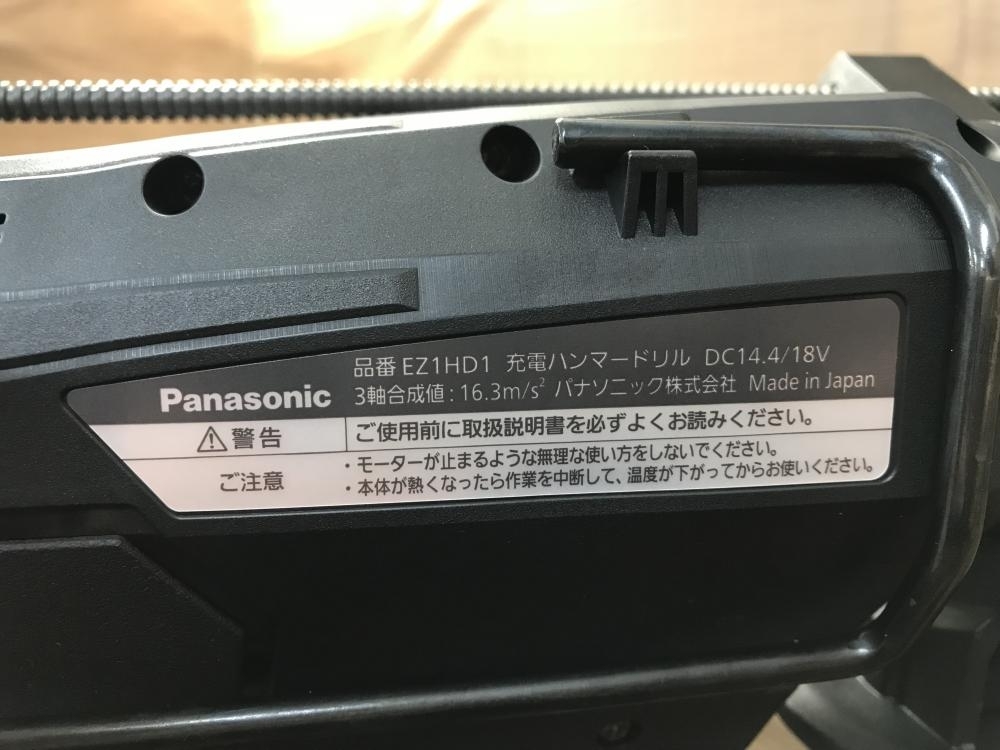 品番 EZ1HD1 充電ハンマードリル DC14.4/18V
Panasonic 3軸合成値:16.3m/s² パナソニック株式会社 Made in Japan
⚠警告 ご使用前に取扱説明書を必ずよくお読みください。
ご注意 ・モーターが止まるような無理な使い方をしないでください。
・本体が熱くなったら作業を中断して、温度が下がってからお使いください。